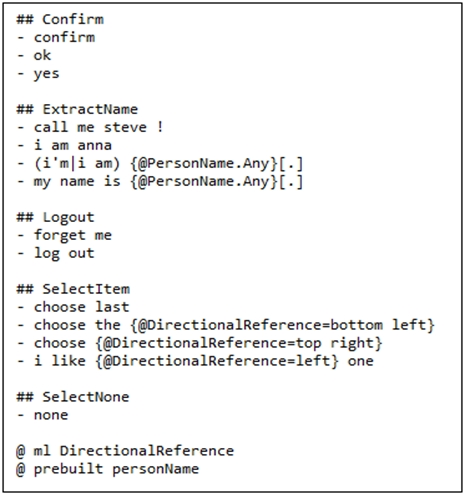 ## Confirm
- confirm
- ok
- yes
## ExtractName
- call me steve !
- i am anna
- (i'm|i am) {@PersonName.Any}[.]
- my name is {@PersonName.Any}[.]
## Logout
- forget me
- log out
## SelectItem
- choose last
- choose the {@DirectionalReference=bottom left}
- choose {@DirectionalReference=top right}
- i like {@DirectionalReference=left} one
## SelectNone
- none
@ ml DirectionalReference
@ prebuilt personName